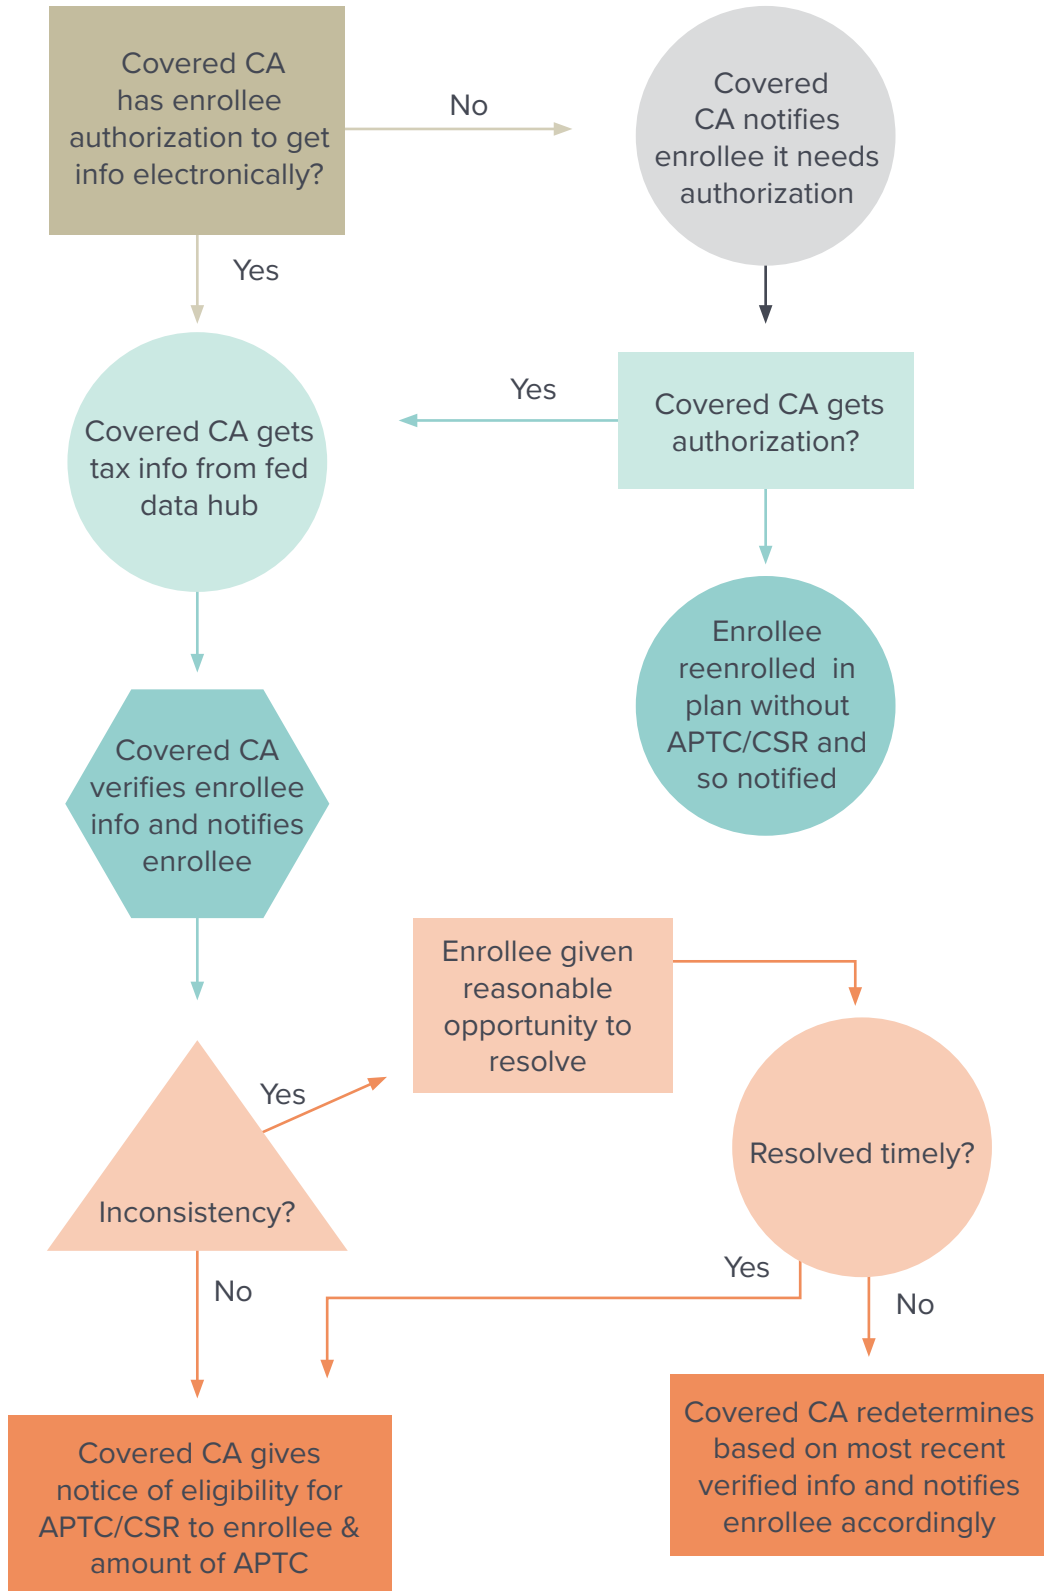 Covered CA
has enrollee
authorization to get
info electronically?
No
Covered
CA notifies
enrollee it needs
authorization
Yes
Covered CA gets
tax info from fed
data hub
Yes
Covered CA gets
authorization?
Enrollee
reenrolled in
plan without
APTC/CSR and
so notified
Covered CA
verifies enrollee
info and notifies
enrollee
Enrollee given
reasonable
opportunity to
resolve
Yes
Inconsistency?
Resolved timely?
No
Yes
No
Covered CA gives
notice of eligibility for
APTC/CSR to enrollee &
amount of APTC
Covered CA redetermines
based on most recent
verified info and notifies
enrollee accordingly